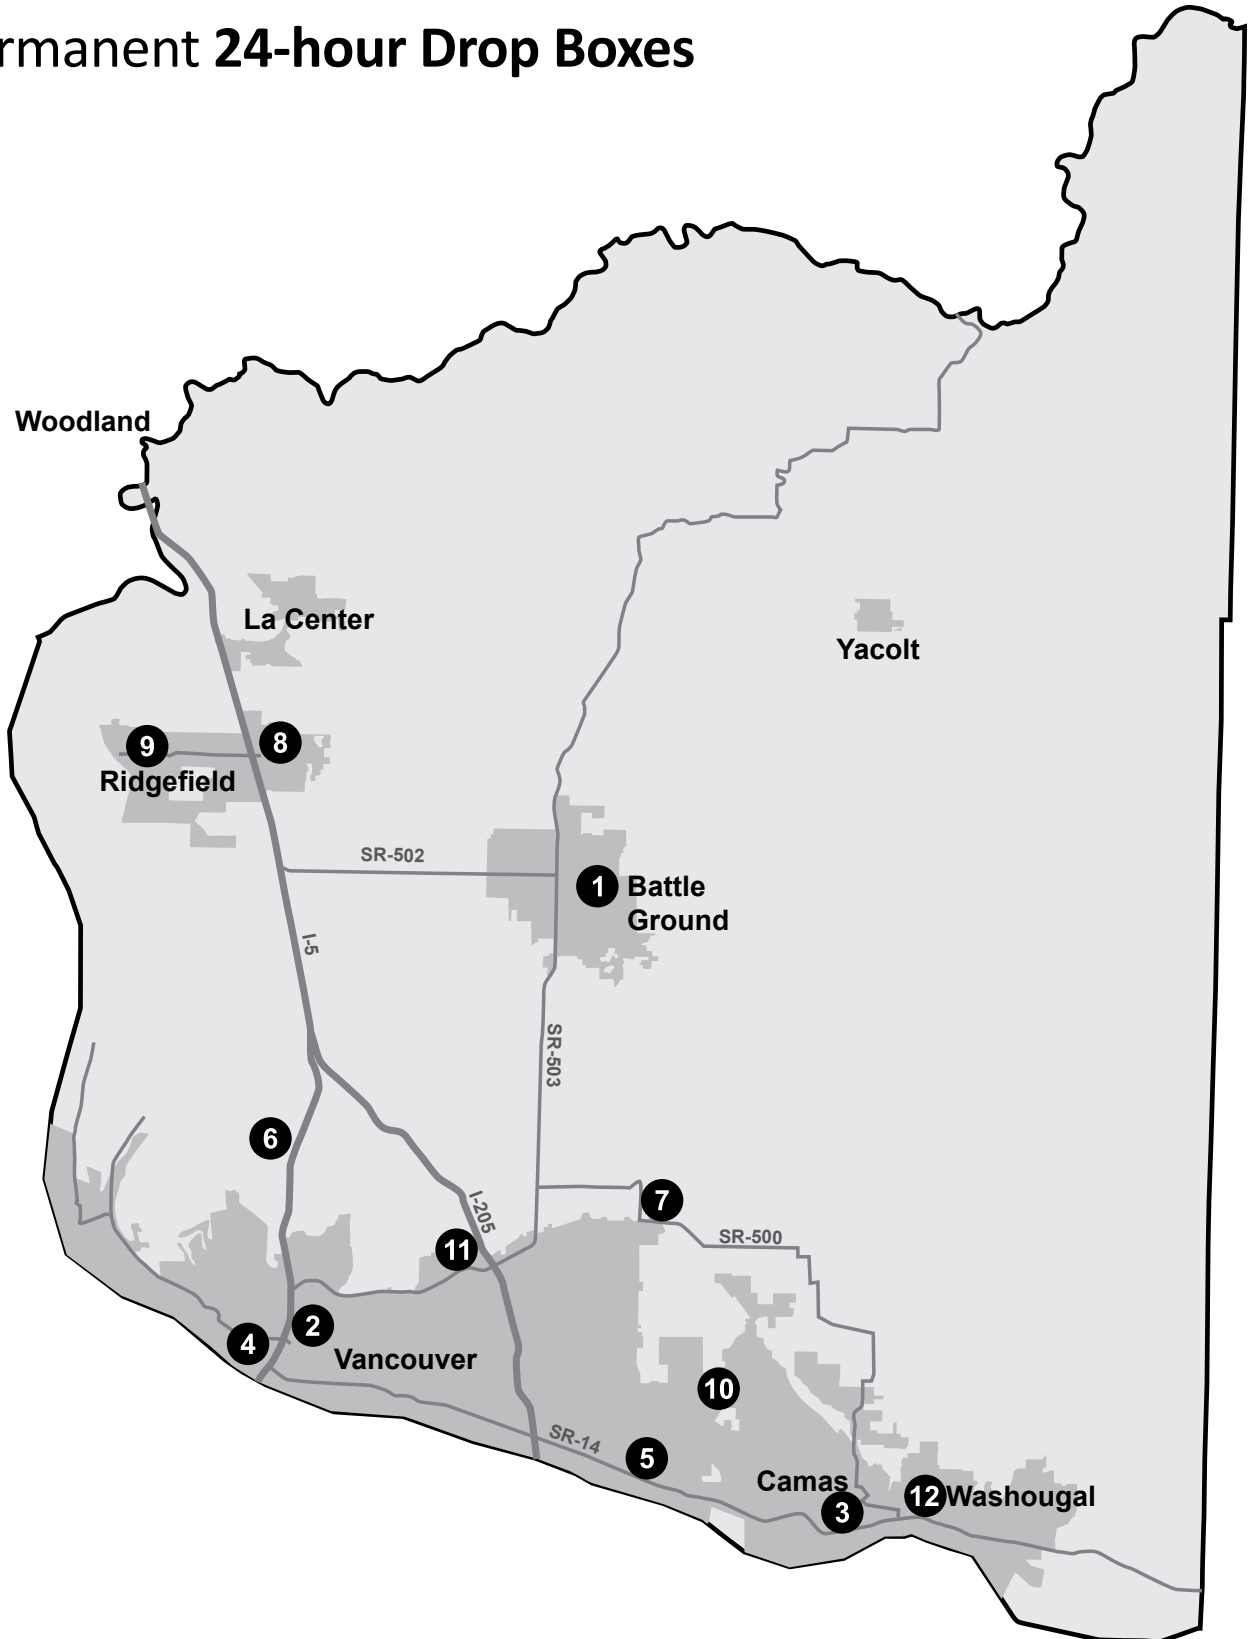 rmanent 24-hour Drop Boxes
Woodland
La Center
Yacolt
9
8
Ridgefield
SR-502
1
Battle
Ground
I-5
SR-503
6
7
I-205
11
SR-500
2
4
Vancouver
10
SR-14
5
Camas
12
Washougal
3